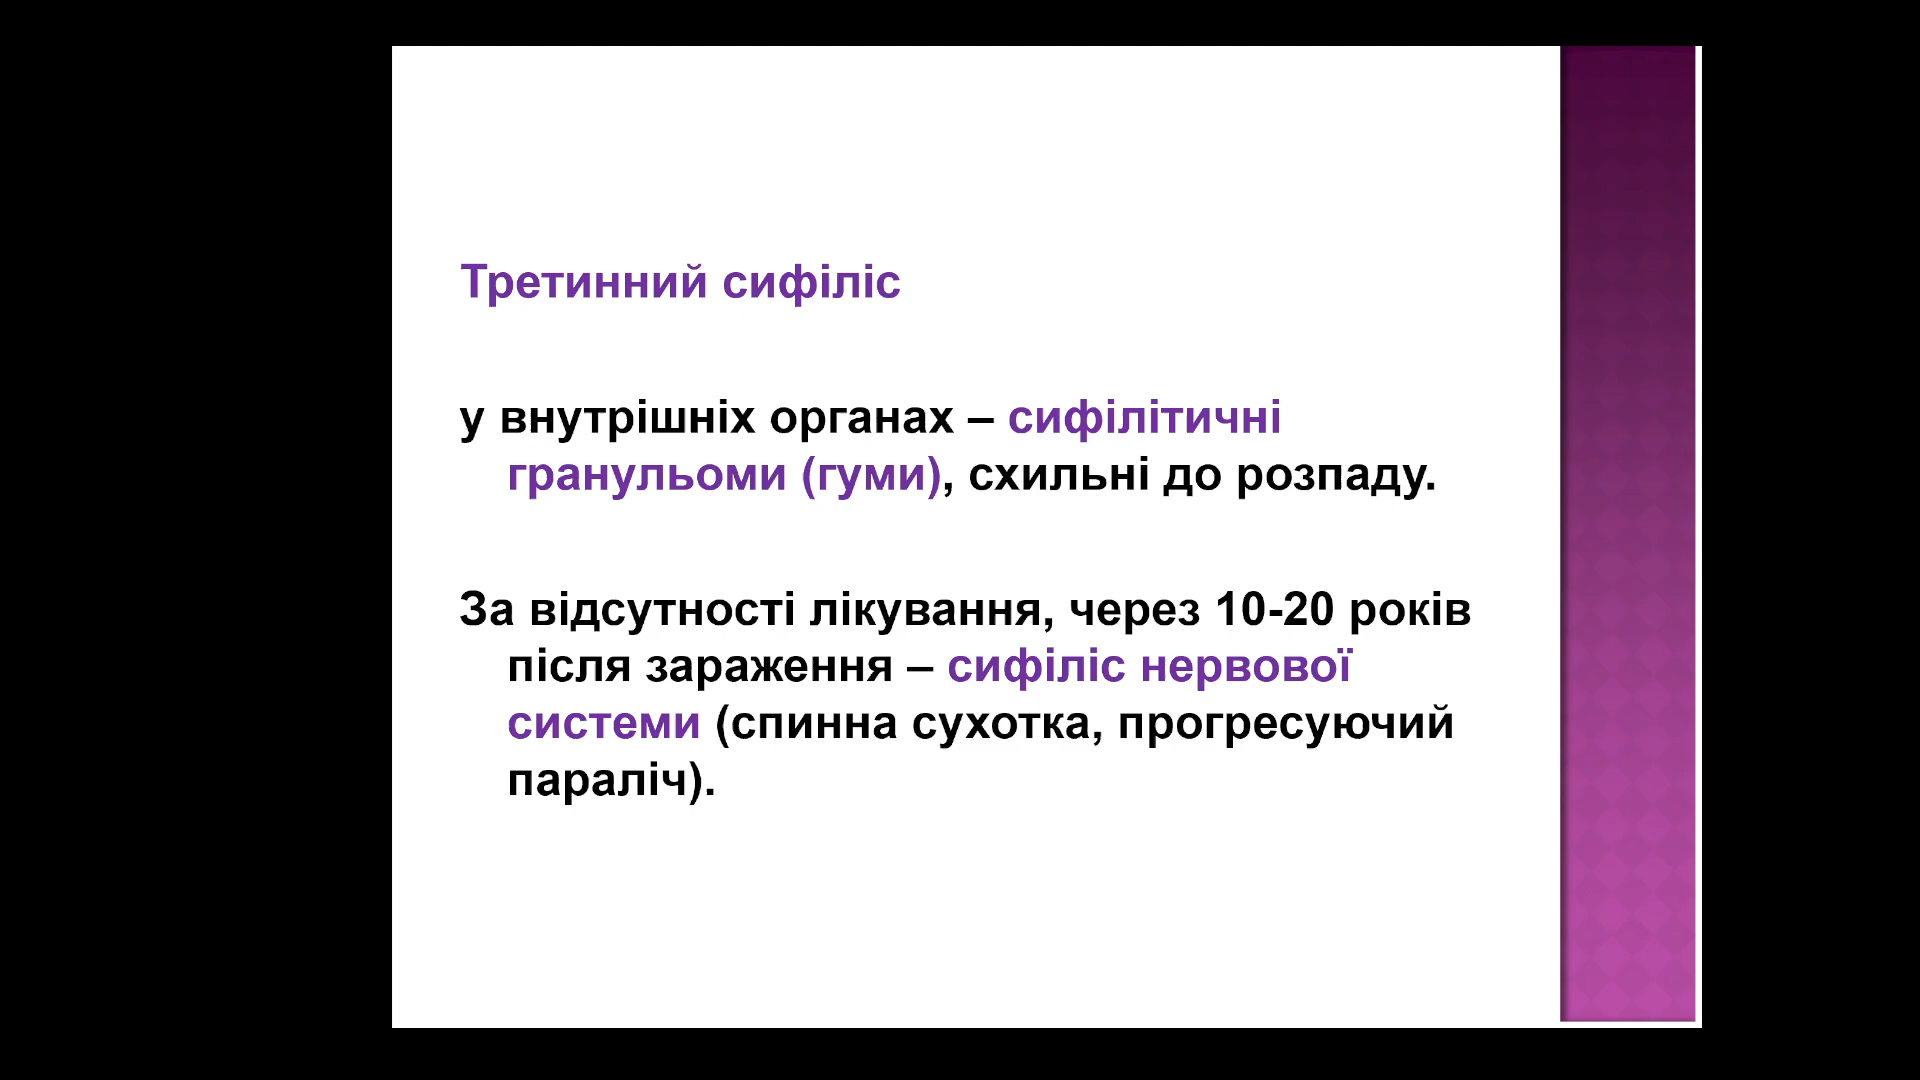 Третинний сифіліс
у внутрішніх органах – сифілітичні
гранульоми (гуми), схильні до розпаду.
За відсутності лікування, через 10-20 років
після зараження – сифіліс нервової
системи (спинна сухотка, прогресуючий
параліч).